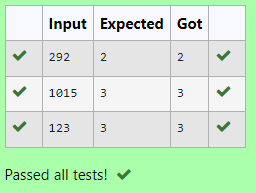 Input Expected Got
292 2 2
1015 3 3
123 3 3
Passed all tests!